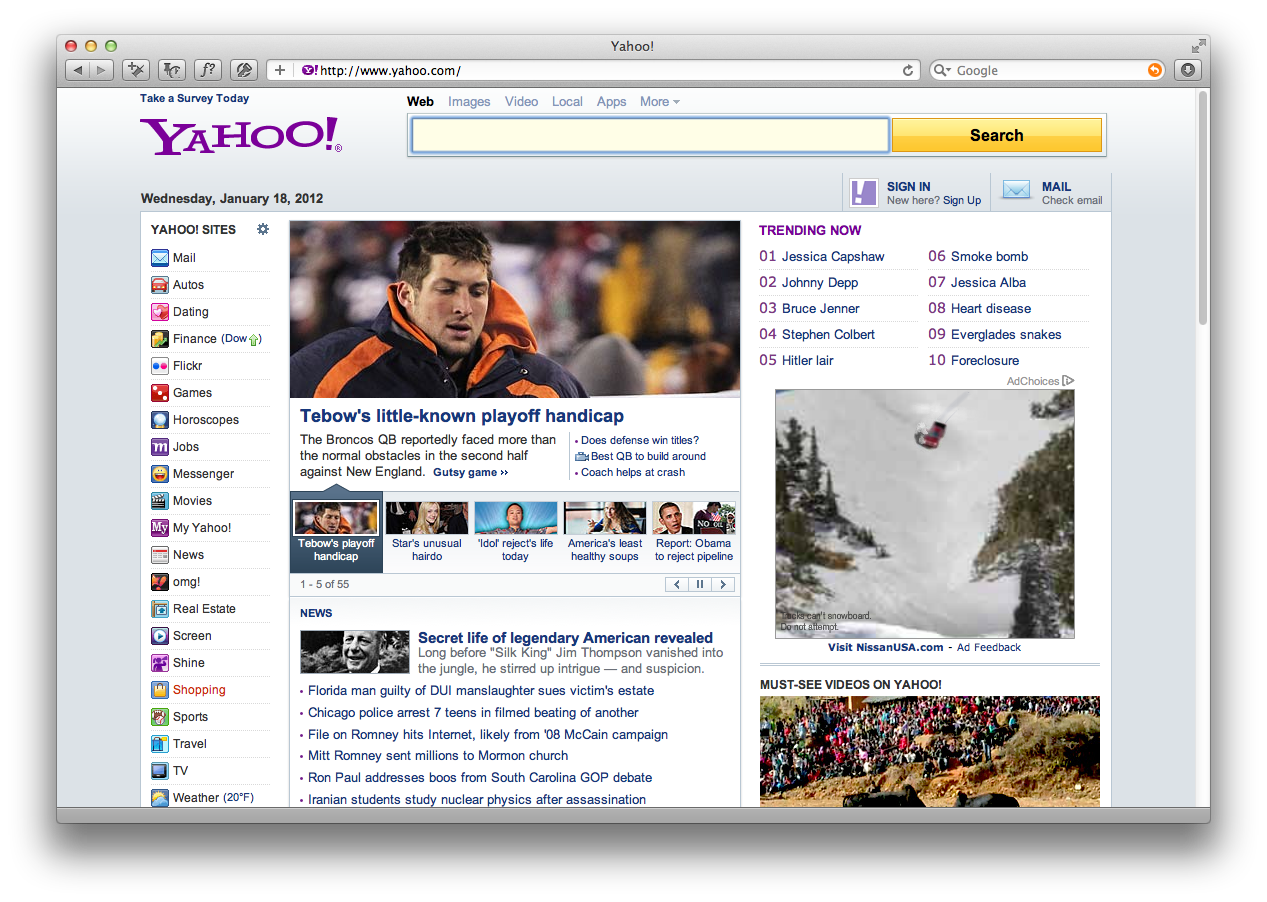 Yahoo!
f?
Y! http://www.yahoo.com/
Google
Take a Survey Today
Web Images Video Local Apps More
YAHOO!®
Search
Wednesday, January 18, 2012
SIGN IN
New here? Sign Up
MAIL
Check email
YAHOO! SITES
Mail
Autos
Dating
Finance (Dow)
Flickr
Games
Horoscopes
m Jobs
Messenger
Movies
My My Yahoo!
News
omg!
Real Estate
Screen
Shine
Shopping
Sports
Travel
TV
Weather (20°F)
Tebow's little-known playoff handicap
The Broncos QB reportedly faced more than
the normal obstacles in the second half
against New England. Gutsy game ››
• Does defense win titles?
Best QB to build around
• Coach helps at crash
NO OIL
Tebow's playoff
handicap
Star's unusual
hairdo
'Idol' reject's life
today
America's least
healthy soups
Report: Obama
to reject pipeline
1 - 5 of 55
NEWS
Secret life of legendary American revealed
Long before "Silk King" Jim Thompson vanished into
the jungle, he stirred up intrigue — and suspicion.
• Florida man guilty of DUI manslaughter sues victim's estate
• Chicago police arrest 7 teens in filmed beating of another
• File on Romney hits Internet, likely from '08 McCain campaign
• Mitt Romney sent millions to Mormon church
• Ron Paul addresses boos from South Carolina GOP debate
• Iranian students study nuclear physics after assassination
TRENDING NOW
01 Jessica Capshaw
02 Johnny Depp
03 Bruce Jenner
04 Stephen Colbert
05 Hitler lair
06 Smoke bomb
07 Jessica Alba
08 Heart disease
09 Everglades snakes
10 Foreclosure
AdChoices
can't snowboard.
Do not attempt.
Visit NissanUSA.com - Ad Feedback
MUST-SEE VIDEOS ON YAHOO!